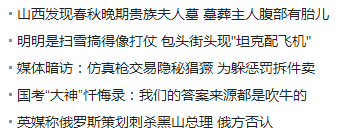 山西发现春秋晚期贵族夫人墓 墓葬主人腹部有胎儿
明明是扫雪搞得像打仗 包头街头现"坦克配飞机"
媒体暗访：仿真枪交易隐秘猖獗 为躲惩罚拆件卖
国考“大神”忏悔录：我们的答案来源都是吹牛的
英媒称俄罗斯策划刺杀黑山总理 俄方否认